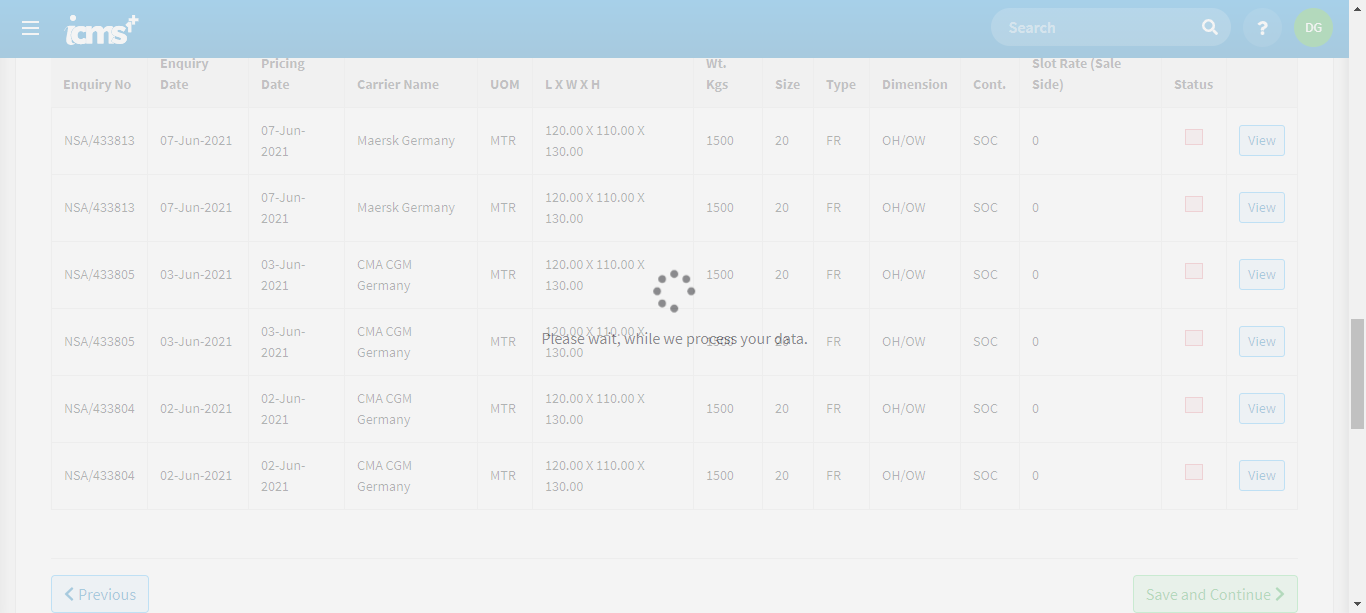 icms+
Search
?
DG
Enquiry No
Enquiry
Date
Pricing
Date
Carrier Name
UOM
L X W X H
Wt.
Kgs
Size
Type
Dimension
Cont.
Slot Rate (Sale
Side)
Status
NSA/433813
07-Jun-2021
07-Jun-
2021
Maersk Germany
MTR
120.00 X 110.00 X
130.00
1500
20
FR
OH/OW
SOC
0
View
NSA/433813
07-Jun-2021
07-Jun-
2021
Maersk Germany
MTR
120.00 X 110.00 X
130.00
1500
20
FR
OH/OW
SOC
0
View
NSA/433805
03-Jun-2021
03-Jun-
2021
CMA CGM
Germany
MTR
120.00 X 110.00 X
130.00
1500
20
FR
OH/OW
SOC
0
View
NSA/433805
03-Jun-2021
03-Jun-
2021
CMA CGM
Germany
MTR
120.00 X 110.00 X
130.00
1500
20
FR
OH/OW
SOC
0
View
Please wait, while we process your data.
NSA/433804
02-Jun-2021
02-Jun-
2021
CMA CGM
Germany
MTR
120.00 X 110.00 X
130.00
1500
20
FR
OH/OW
SOC
0
View
NSA/433804
02-Jun-2021
02-Jun-
2021
CMA CGM
Germany
MTR
120.00 X 110.00 X
130.00
1500
20
FR
OH/OW
SOC
0
View
Previous
Save and Continue